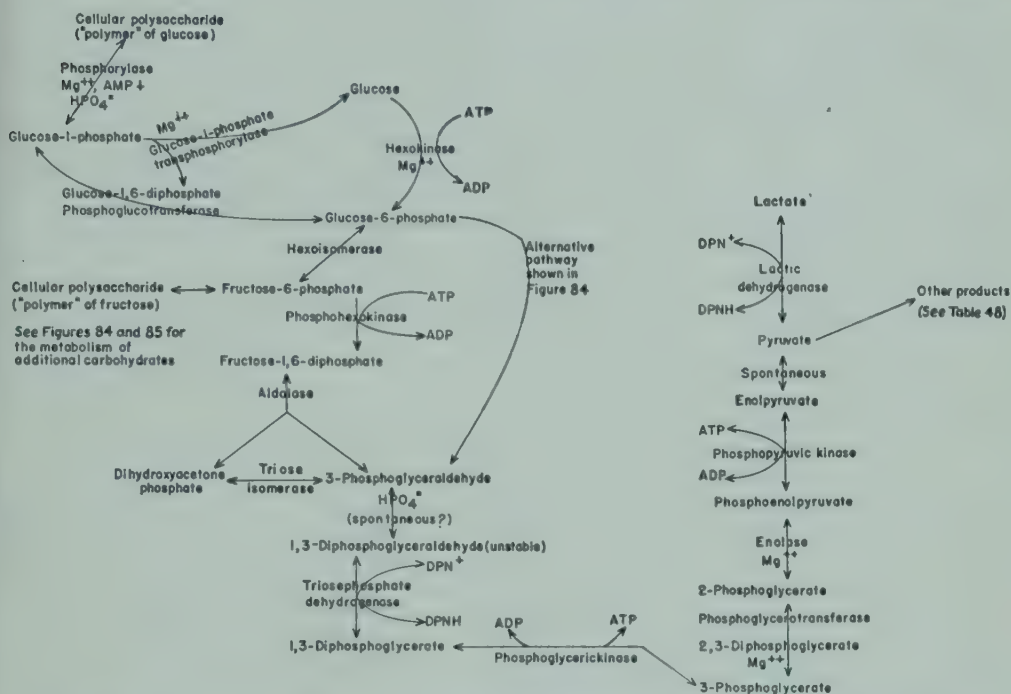 Cellular polysaccharide
("polymer" of glucose)
Phosphorylase
Mg++, AMP ↓
HPO4=
Glucose-1-phosphate
Mg++
Glucose-1-phosphate
transphosphorylase
Glucose
ATP
Hexokinase
Mg++
ADP
Glucose-1,6-diphosphate
Phosphoglucotransferase
Glucose-6-phosphate
Hexoisomerase
Alternative
pathway
shown in
Figure 84
Cellular polysaccharide
("polymer" of fructose)
Fructose-6-phosphate
ATP
Phosphohexokinase
ADP
See Figures 84 and 85 for
the metabolism of
additional carbohydrates
Fructose-1,6-diphosphate
Aldolase
Dihydroxyacetone
phosphate
Triose
isomerase
3-Phosphoglyceraldehyde
HPO4=
(spontaneous?)
1,3-Diphosphoglyceraldehyde (unstable)
DPN+
Triosephosphate
dehydrogenase
DPNH
1,3-Diphosphoglycerate
ADP
ATP
Phosphoglycerickinase
Lactate
DPN+
Lactic
dehydrogenase
DPNH
Other products
(See Table 48)
Pyruvate
Spontaneous
Enolpyruvate
ATP
Phosphopyruvic kinase
ADP
Phosphoenolpyruvate
Enolase
Mg++
2-Phosphoglycerate
Phosphoglycerotransferase
2,3-Diphosphoglycerate
Mg++
3-Phosphoglycerate